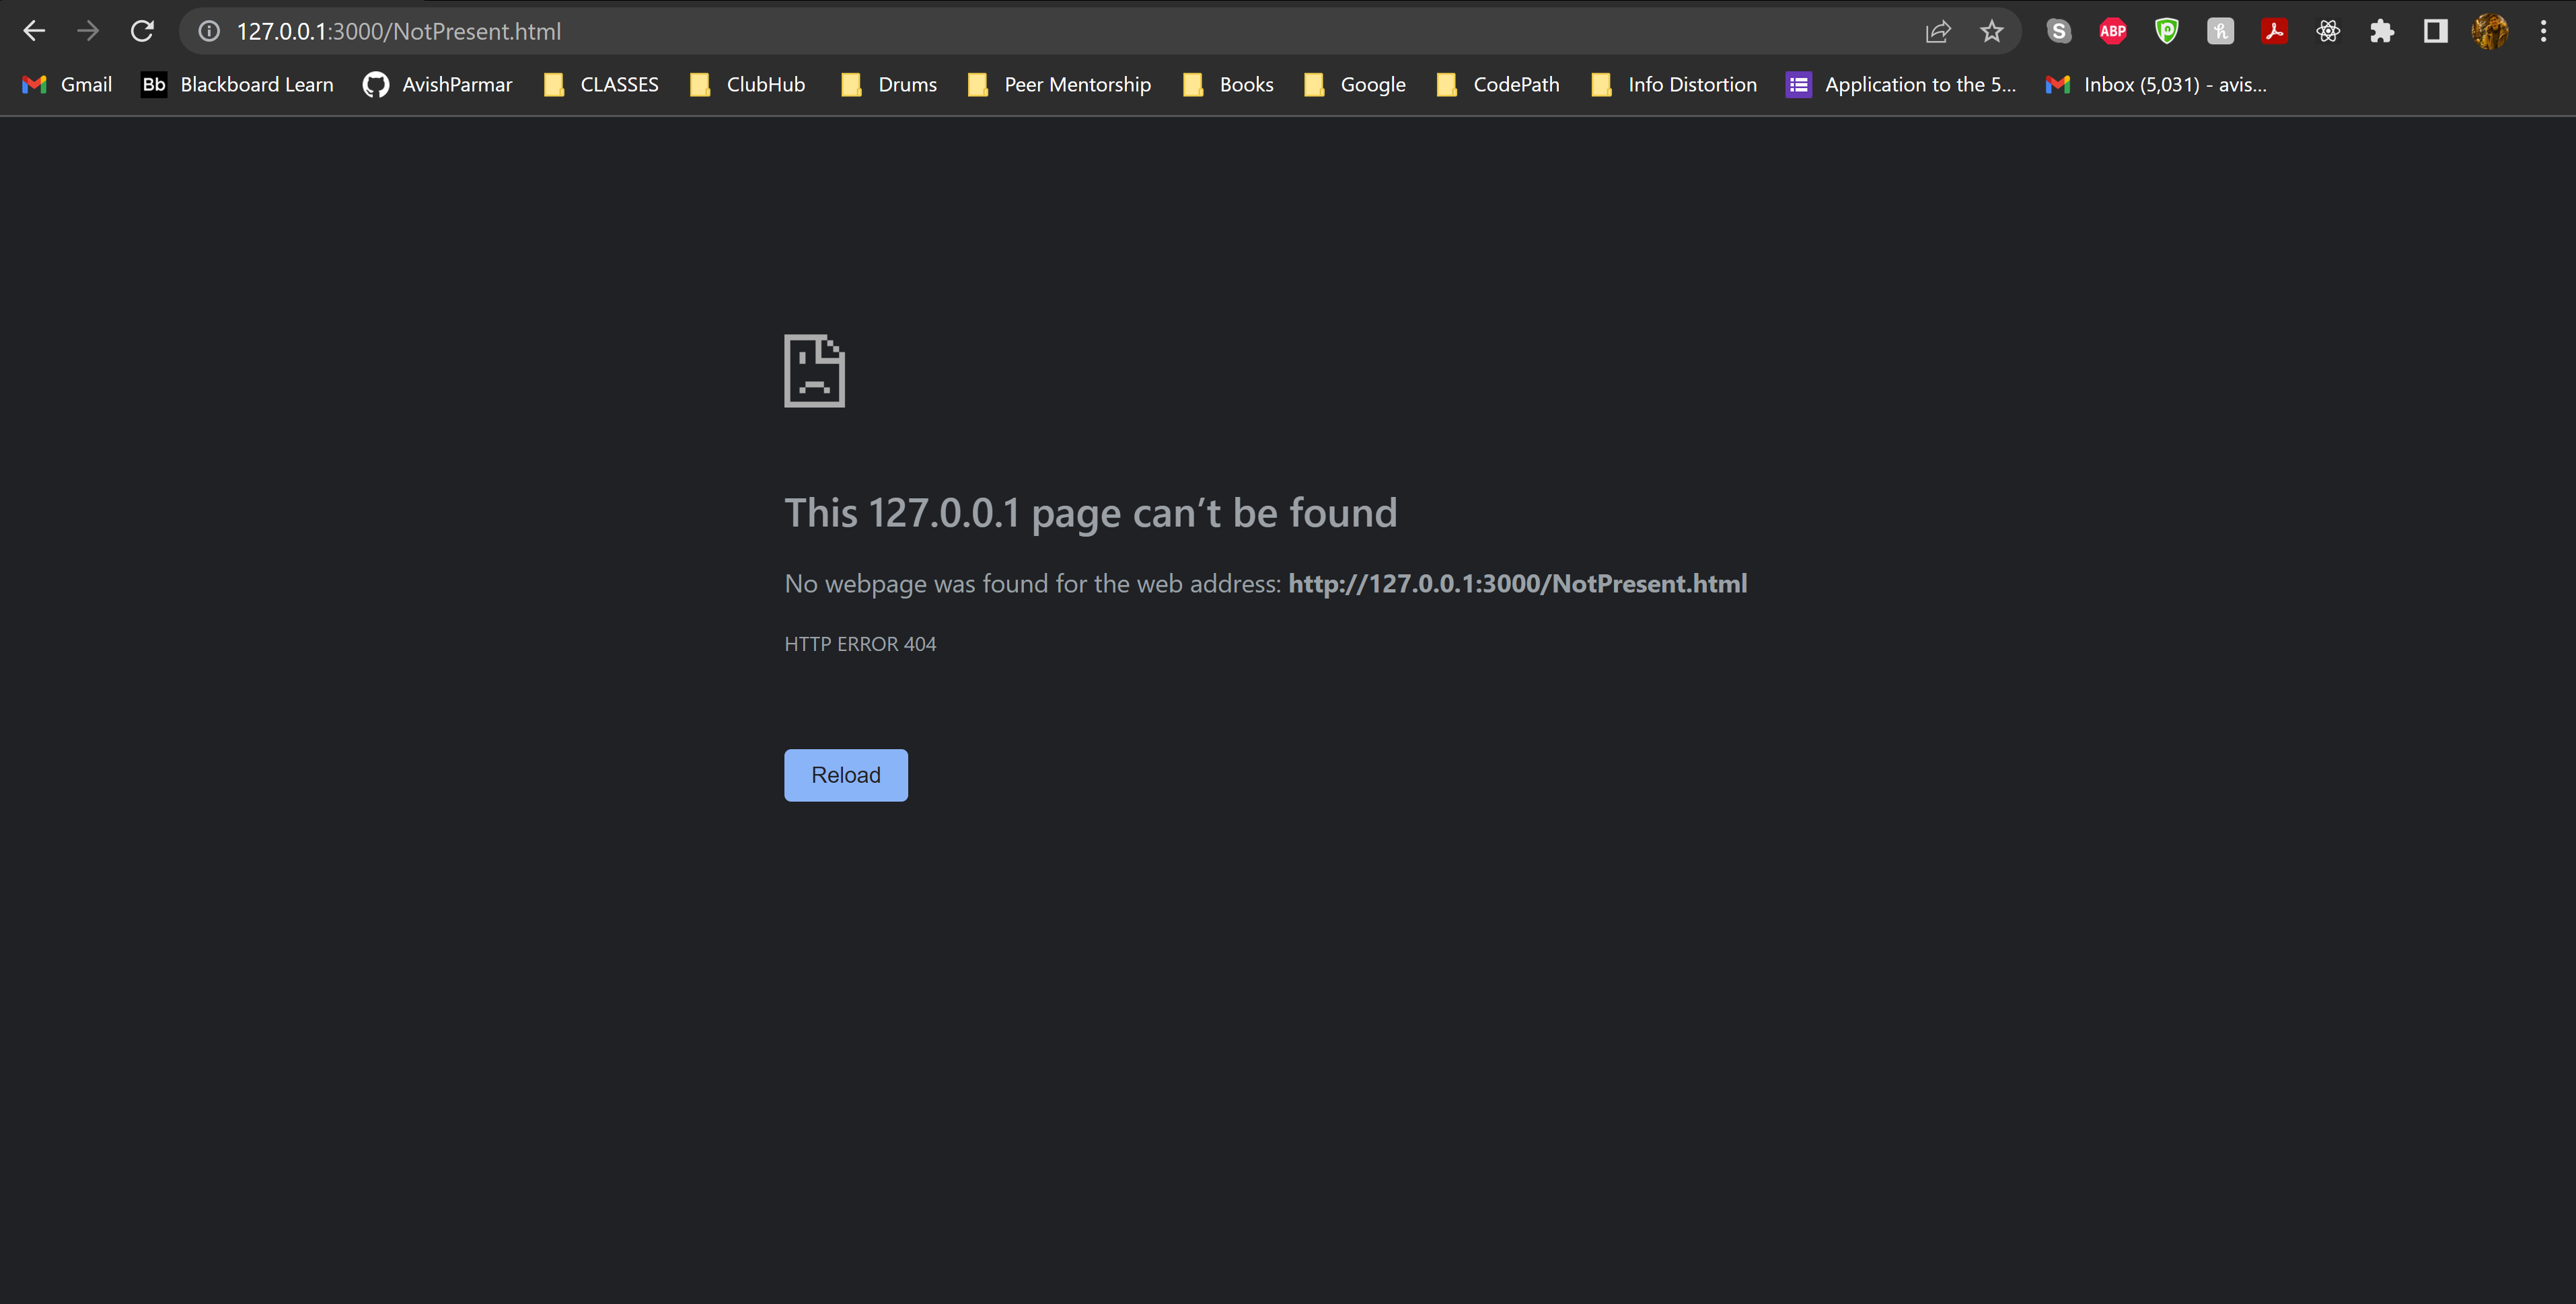 127.0.0.1:3000/NotPresent.html
S ABP P h
Gmail Bb Blackboard Learn AvishParmar CLASSES ClubHub Drums Peer Mentorship Books Google CodePath Info Distortion Application to the 5... Inbox (5,031) - avis...
This 127.0.0.1 page can’t be found
No webpage was found for the web address: http://127.0.0.1:3000/NotPresent.html
HTTP ERROR 404
Reload